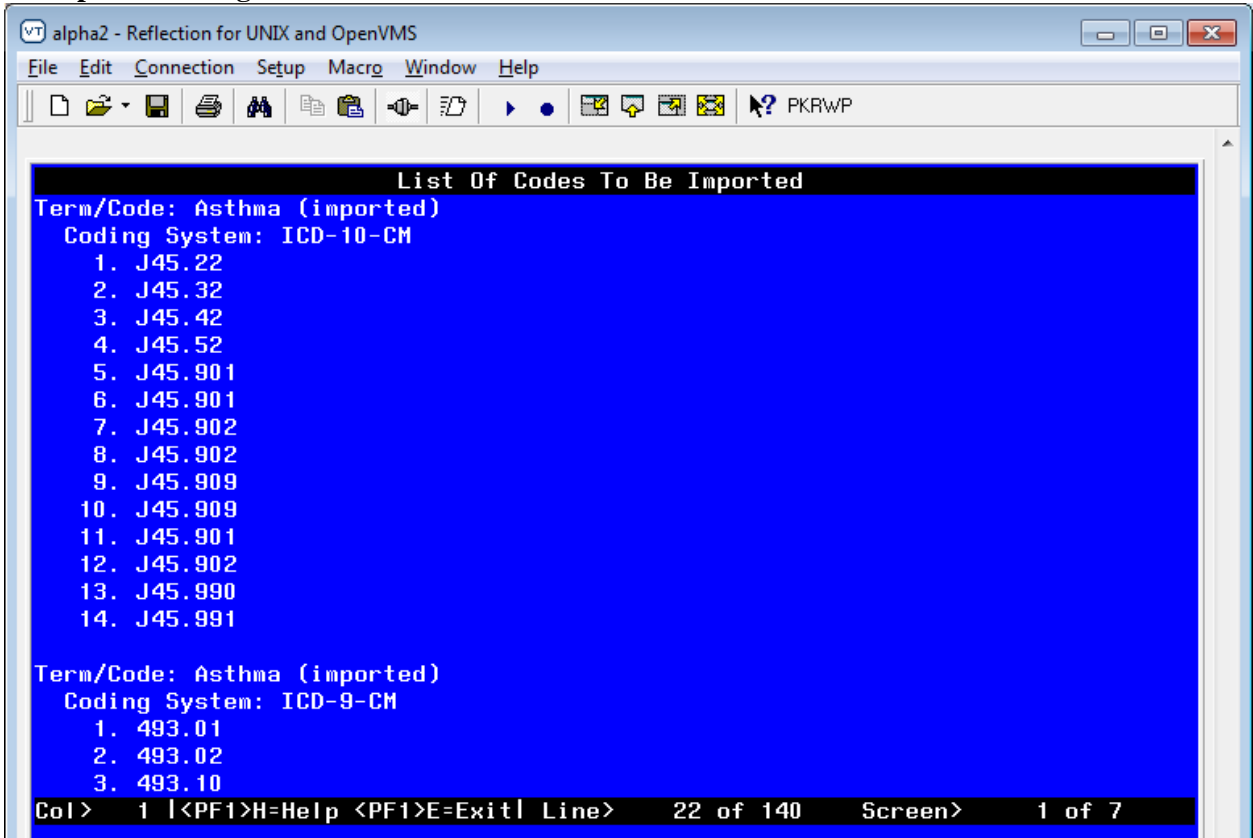 alpha2 - Reflection for UNIX and OpenVMS
File Edit Connection Setup Macro Window Help
PKRWP
List Of Codes To Be Imported
Term/Code: Asthma (imported)
Coding System: ICD-10-CM
1. J45.22
2. J45.32
3. J45.42
4. J45.52
5. J45.901
6. J45.901
7. J45.902
8. J45.902
9. J45.909
10. J45.909
11. J45.901
12. J45.902
13. J45.990
14. J45.991
Term/Code: Asthma (imported)
Coding System: ICD-9-CM
1. 493.01
2. 493.02
3. 493.10
Col> 1 |<PF1>H=Help <PF1>E=Exit| Line> 22 of 140 Screen> 1 of 7